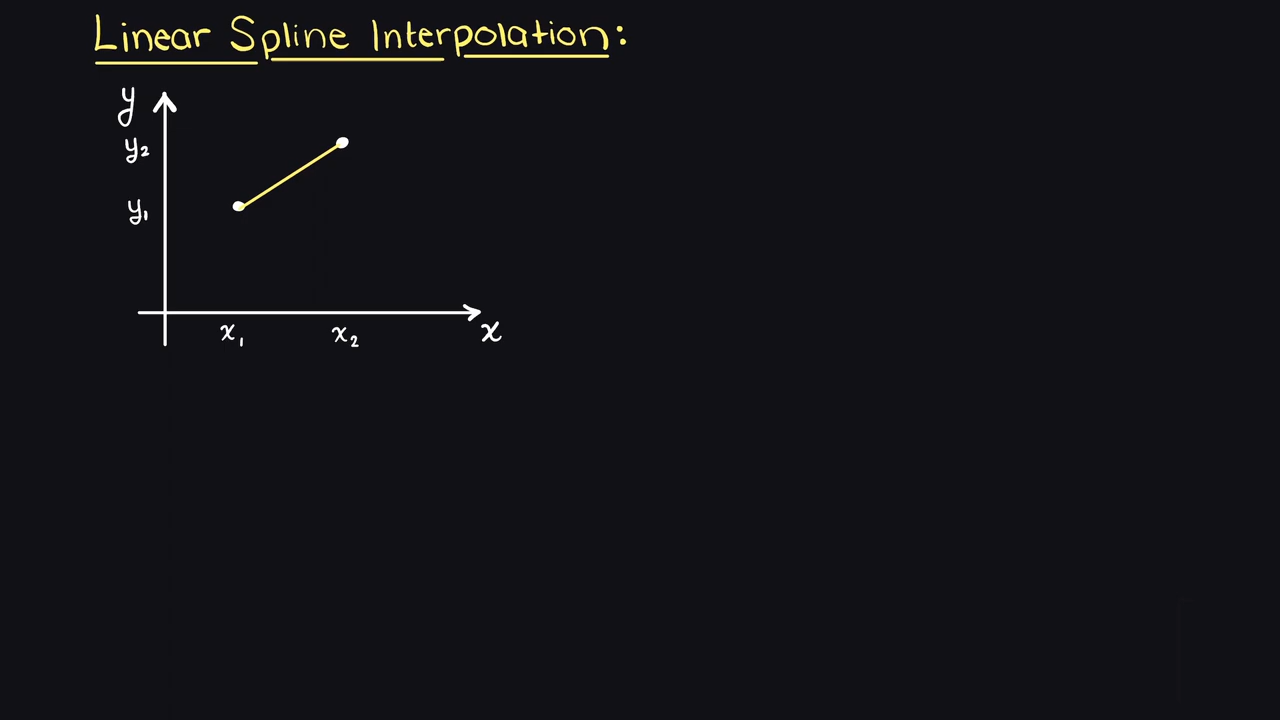 Linear Spline Interpolation:
y
y₂
y₁
x₁ x₂ x